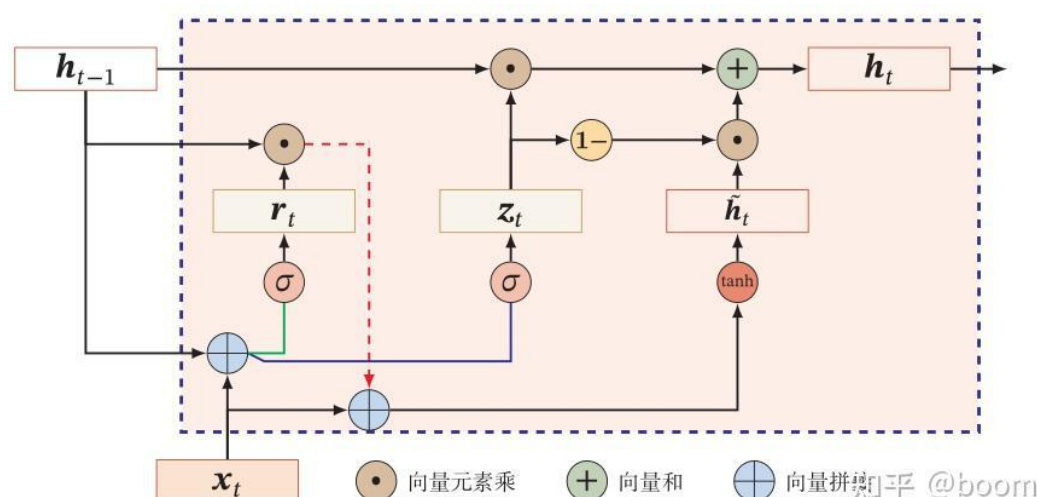 h_{t−1}
h_t
1−
r_t
z_t
h̃_t
σ
σ
tanh
x_t
向量元素乘
向量和
向量拼接
知乎 @boom